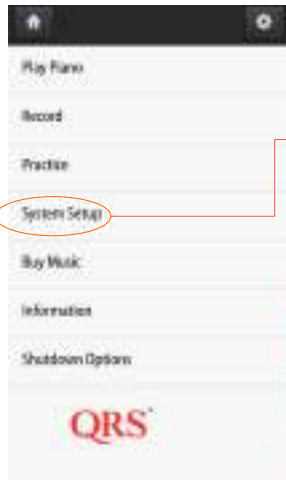 Play Piano
Record
Practice
System Setup
Buy Music
Information
Shutdown Options
QRS